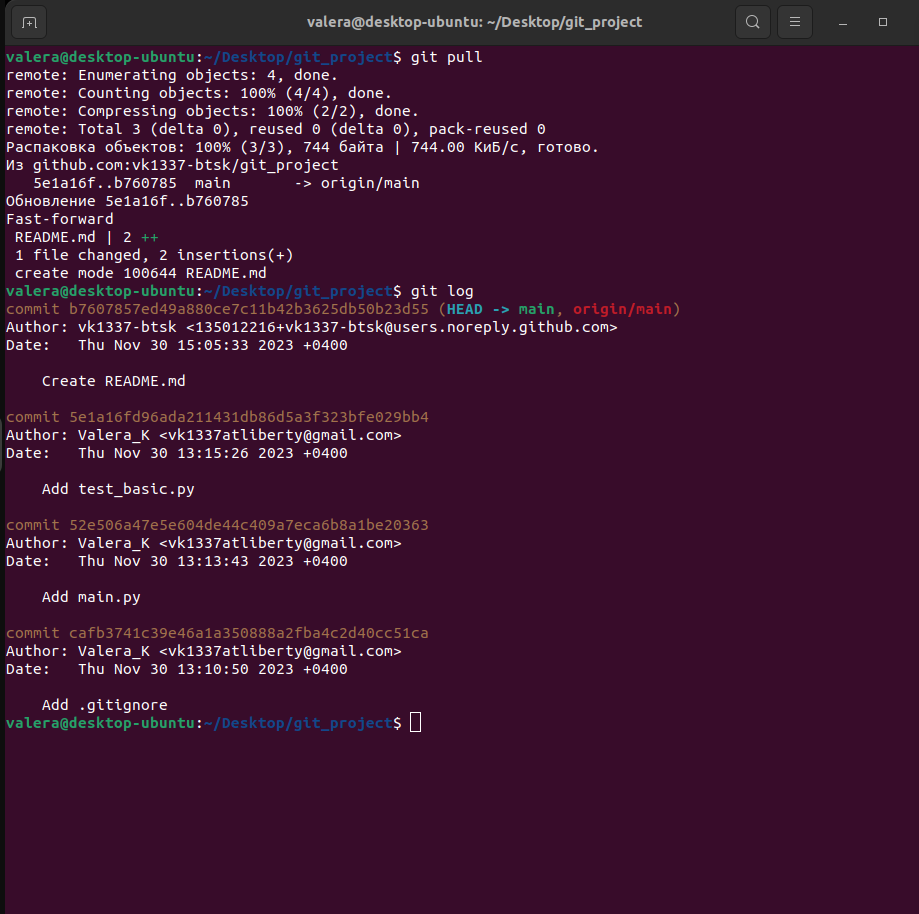 valera@desktop-ubuntu: ~/Desktop/git_project
valera@desktop-ubuntu:~/Desktop/git_project$ git pull
remote: Enumerating objects: 4, done.
remote: Counting objects: 100% (4/4), done.
remote: Compressing objects: 100% (2/2), done.
remote: Total 3 (delta 0), reused 0 (delta 0), pack-reused 0
Распаковка объектов: 100% (3/3), 744 байта | 744.00 КиБ/с, готово.
Из github.com:vk1337-btsk/git_project
   5e1a16f..b760785  main       -> origin/main
Обновление 5e1a16f..b760785
Fast-forward
 README.md | 2 ++
 1 file changed, 2 insertions(+)
 create mode 100644 README.md
valera@desktop-ubuntu:~/Desktop/git_project$ git log
commit b7607857ed49a880ce7c11b42b3625db50b23d55 (HEAD -> main, origin/main)
Author: vk1337-btsk <135012216+vk1337-btsk@users.noreply.github.com>
Date:   Thu Nov 30 15:05:33 2023 +0400
    Create README.md
commit 5e1a16fd96ada211431db86d5a3f323bfe029bb4
Author: Valera_K <vk1337atliberty@gmail.com>
Date:   Thu Nov 30 13:15:26 2023 +0400
    Add test_basic.py
commit 52e506a47e5e604de44c409a7eca6b8a1be20363
Author: Valera_K <vk1337atliberty@gmail.com>
Date:   Thu Nov 30 13:13:43 2023 +0400
    Add main.py
commit cafb3741c39e46a1a350888a2fba4c2d40cc51ca
Author: Valera_K <vk1337atliberty@gmail.com>
Date:   Thu Nov 30 13:10:50 2023 +0400
    Add .gitignore
valera@desktop-ubuntu:~/Desktop/git_project$